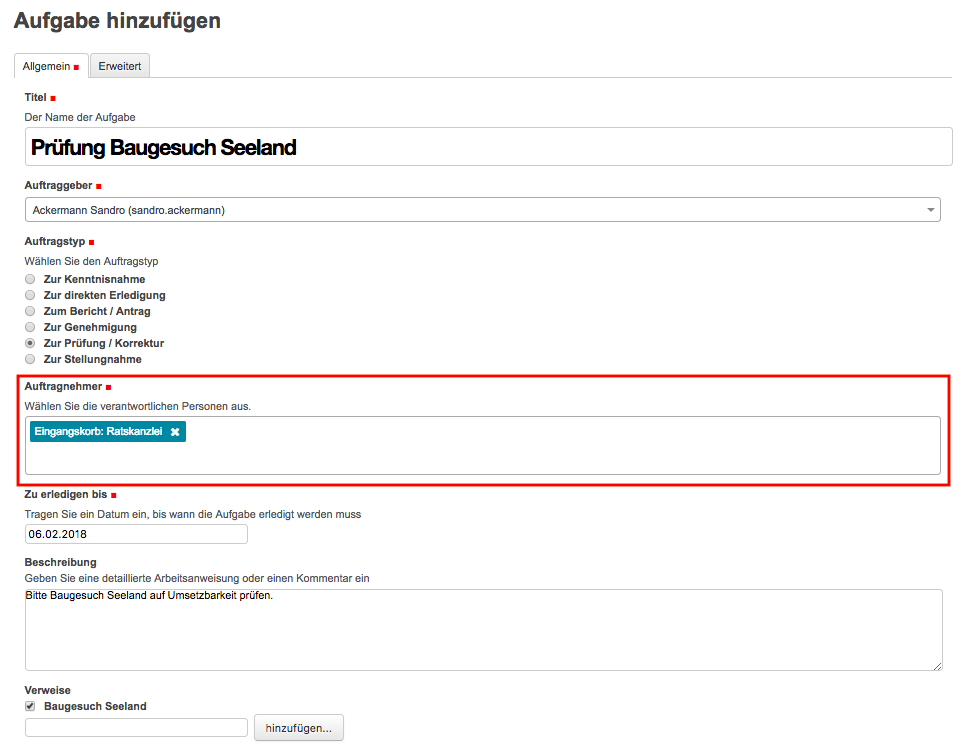 Aufgabe hinzufügen
Allgemein
Erweitert
Titel
Der Name der Aufgabe
Prüfung Baugesuch Seeland
Auftraggeber
Ackermann Sandro (sandro.ackermann)
Auftragstyp
Wählen Sie den Auftragstyp
Zur Kenntnisnahme
Zur direkten Erledigung
Zum Bericht / Antrag
Zur Genehmigung
Zur Prüfung / Korrektur
Zur Stellungnahme
Auftragnehmer
Wählen Sie die verantwortlichen Personen aus.
Eingangskorb: Ratskanzlei
Zu erledigen bis
Tragen Sie ein Datum ein, bis wann die Aufgabe erledigt werden muss
06.02.2018
Beschreibung
Geben Sie eine detaillierte Arbeitsanweisung oder einen Kommentar ein
Bitte Baugesuch Seeland auf Umsetzbarkeit prüfen.
Verweise
Baugesuch Seeland
hinzufügen...